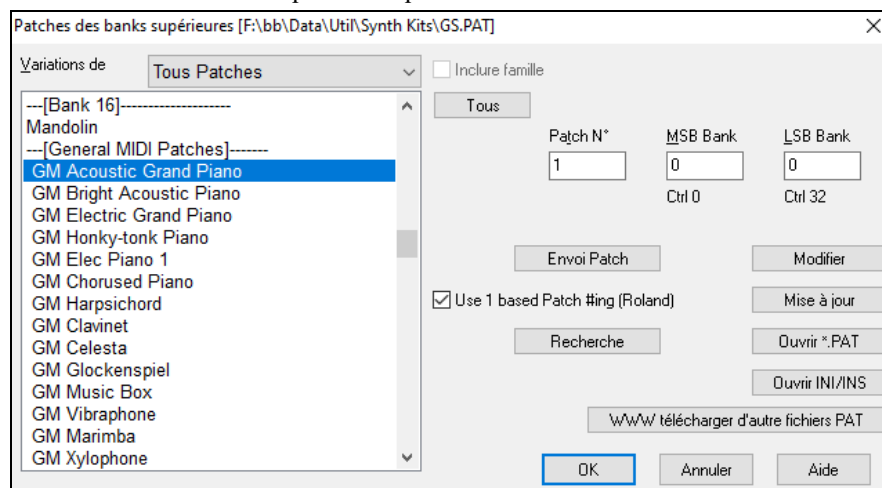 Patches des banks supérieures [F:\bb\Data\Util\Synth Kits\GS.PAT]
Variations de
Tous Patches
Inclure famille
---[Bank 16]--------------------
Mandolin
---[General MIDI Patches]-------
GM Acoustic Grand Piano
GM Bright Acoustic Piano
GM Electric Grand Piano
GM Honky-tonk Piano
GM Elec Piano 1
GM Chorused Piano
GM Harpsichord
GM Clavinet
GM Celesta
GM Glockenspiel
GM Music Box
GM Vibraphone
GM Marimba
GM Xylophone
Tous
Patch N° MSB Bank LSB Bank
1 0 0
Ctrl 0 Ctrl 32
Envoi Patch Modifier
Use 1 based Patch #ing (Roland) Mise à jour
Recherche Ouvrir *.PAT
Ouvrir INI/INS
WWW télécharger d'autre fichiers PAT
OK Annuler Aide